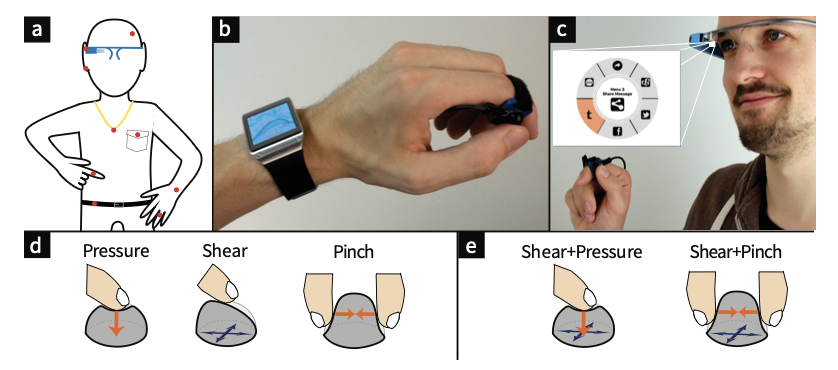 a
b
c
Menu 3
Share Message
t
f
d
Pressure
Shear
Pinch
e
Shear+Pressure
Shear+Pinch